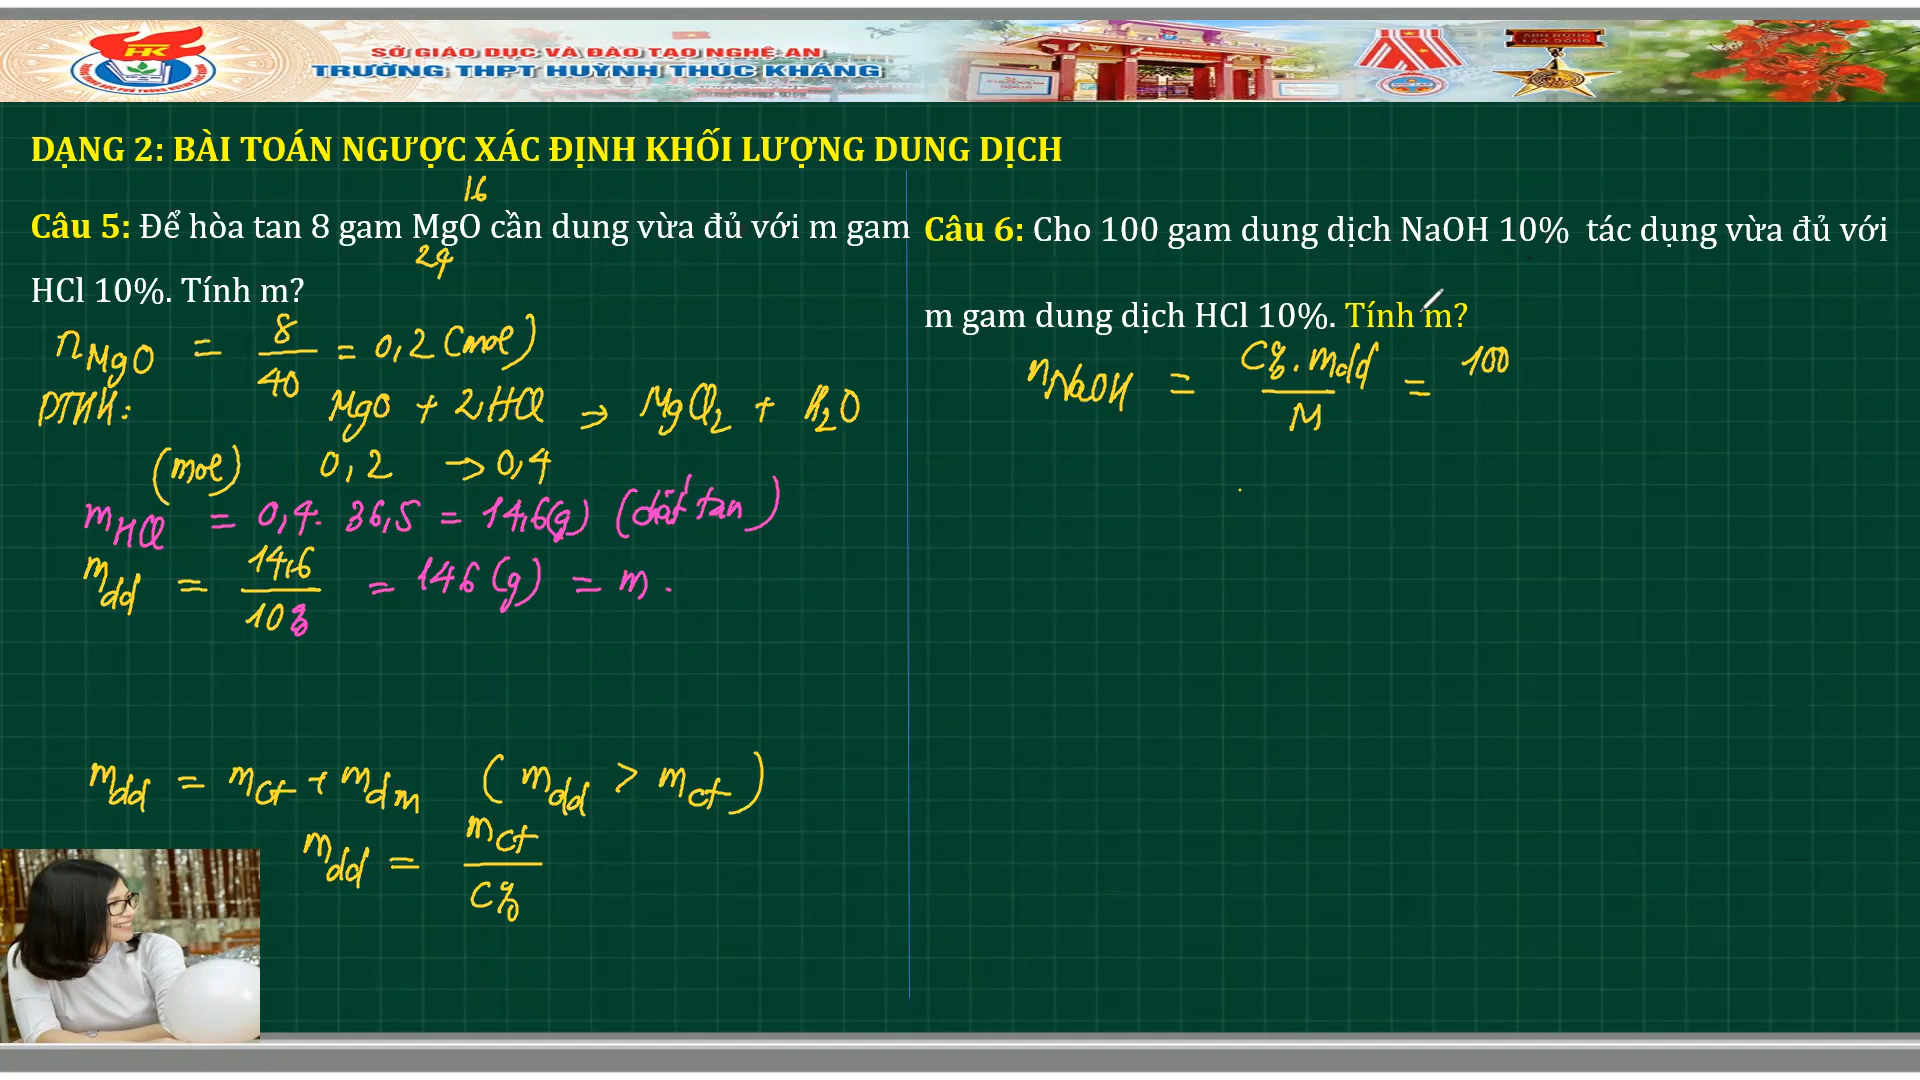 HK
SỞ GIÁO DỤC VÀ ĐÀO TẠO NGHỆ AN
TRƯỜNG THPT HUỲNH THÚC KHÁNG
DẠNG 2: BÀI TOÁN NGƯỢC XÁC ĐỊNH KHỐI LƯỢNG DUNG DỊCH
16
Câu 5: Để hòa tan 8 gam MgO cần dung vừa đủ với m gam
24
HCl 10%. Tính m?
n MgO = 8/40 = 0,2 (mol)
PTHH: MgO + 2HCl → MgCl2 + H2O
(mol) 0,2 → 0,4
mHCl = 0,4. 36,5 = 14,6(g) (chất tan)
mdd = 14,6/10% = 146 (g) = m.
mdd = mct + mdm (mdd > mct)
mdd = mct/C%
Câu 6: Cho 100 gam dung dịch NaOH 10% tác dụng vừa đủ với
m gam dung dịch HCl 10%. Tính m?
nNaOH = C%.mdd/M = 100